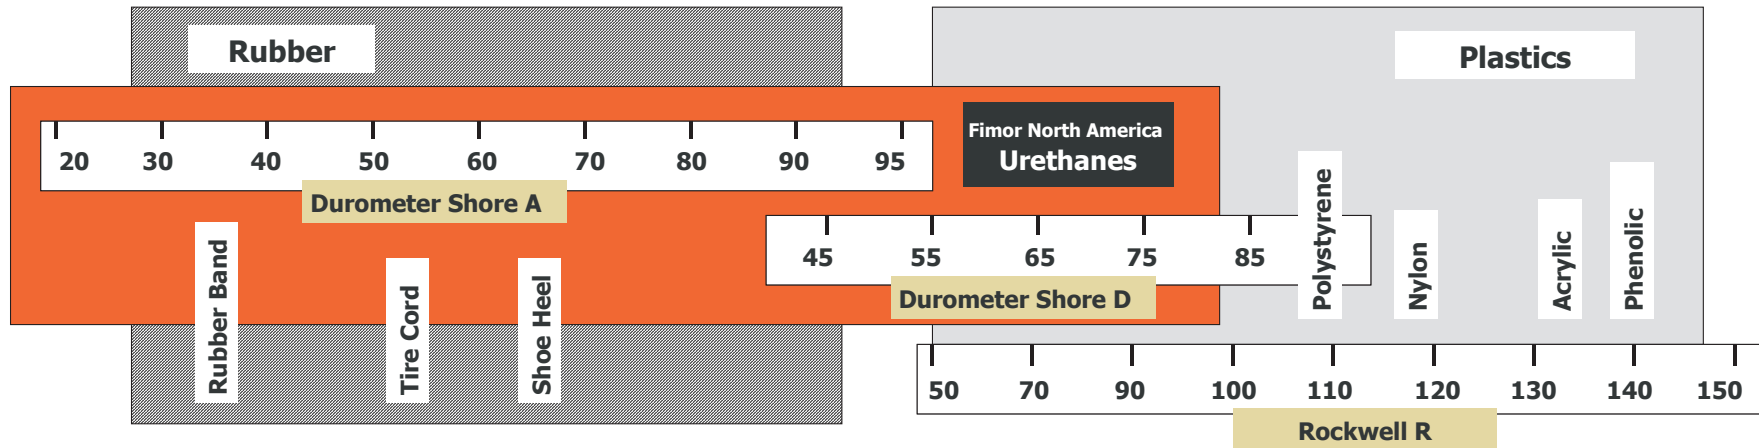 Rubber
Plastics
Fimor North America
Urethanes
20 30 40 50 60 70 80 90 95
Durometer Shore A
45 55 65 75 85
Durometer Shore D
Rubber Band
Tire Cord
Shoe Heel
Polystyrene
Nylon
Acrylic
Phenolic
50 70 90 100 110 120 130 140 150
Rockwell R